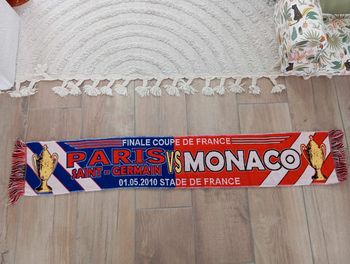 FINALE COUPE DE FRANCE
PARIS
SAINT-GERMAIN
VS
MONACO
01.05.2010 STADE DE FRANCE